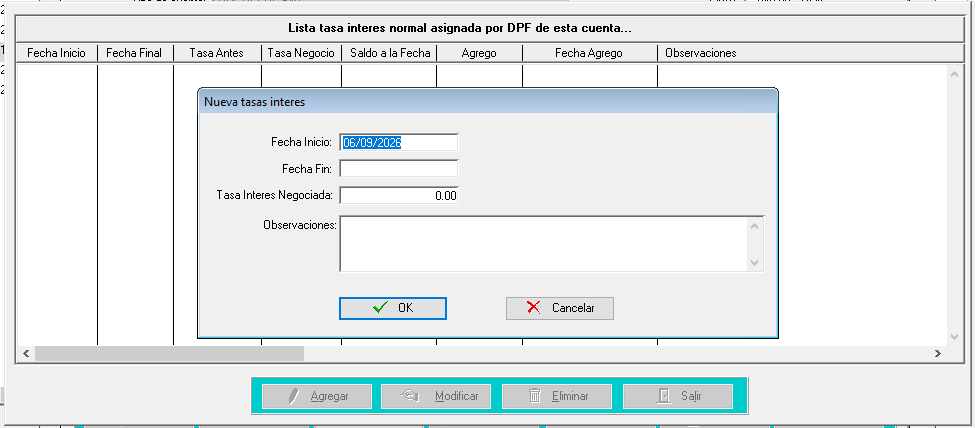 Lista tasa interes normal asignada por DPF de esta cuenta...
Fecha Inicio Fecha Final Tasa Antes Tasa Negocio Saldo a la Fecha Agrego Fecha Agrego Observaciones
Nueva tasas interes
Fecha Inicio: 06/09/2026
Fecha Fin:
Tasa Interes Negociada: 0.00
Observaciones:
OK Cancelar
Agregar Modificar Eliminar Salir